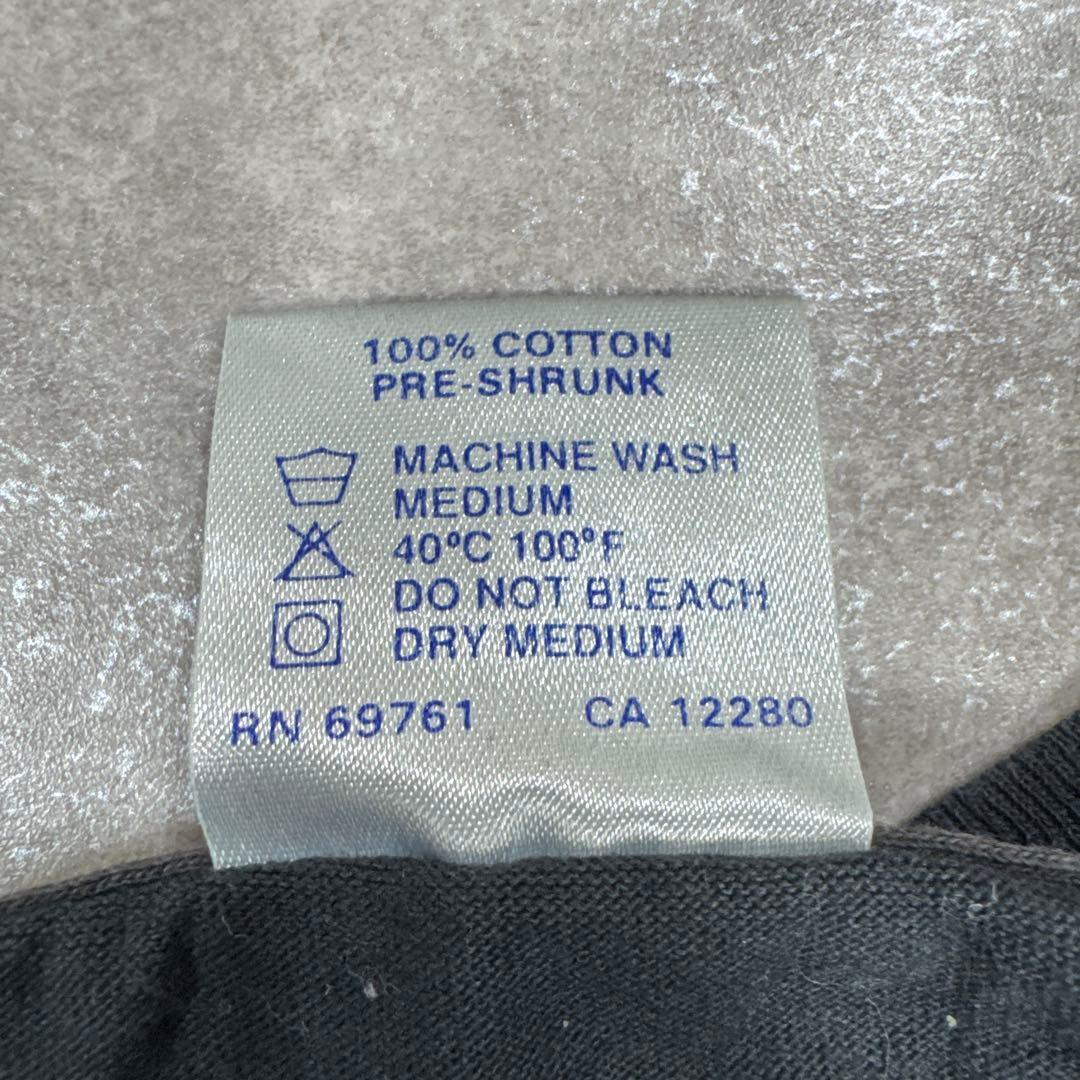 100% COTTON
PRE-SHRUNK
MACHINE WASH
MEDIUM
40°C 100°F
DO NOT BLEACH
DRY MEDIUM
RN 69761 CA 12280